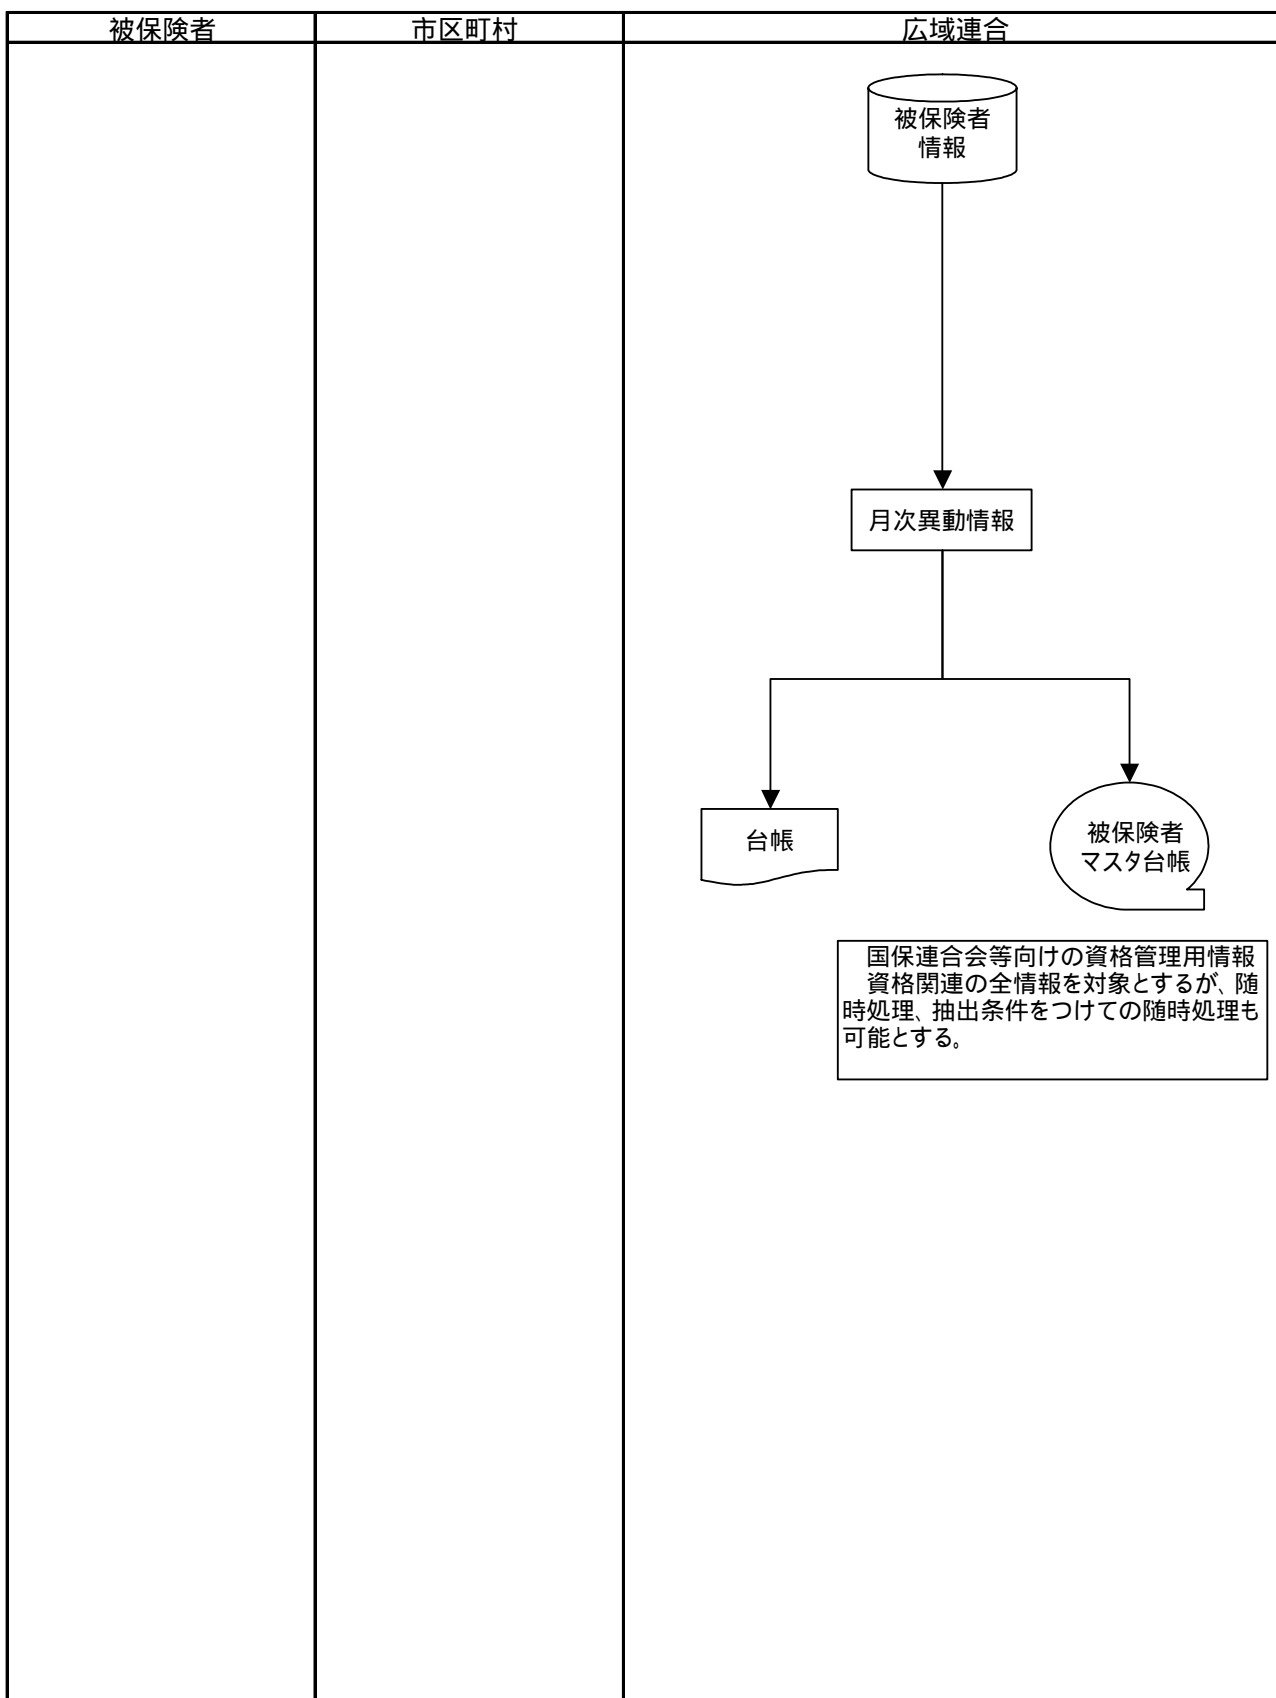 被保険者
市区町村
広域連合
被保険者
情報
月次異動情報
台帳
被保険者
マスタ台帳
国保連合会等向けの資格管理用情報
資格関連の全情報を対象とするが、随
時処理、抽出条件をつけての随時処理も
可能とする。